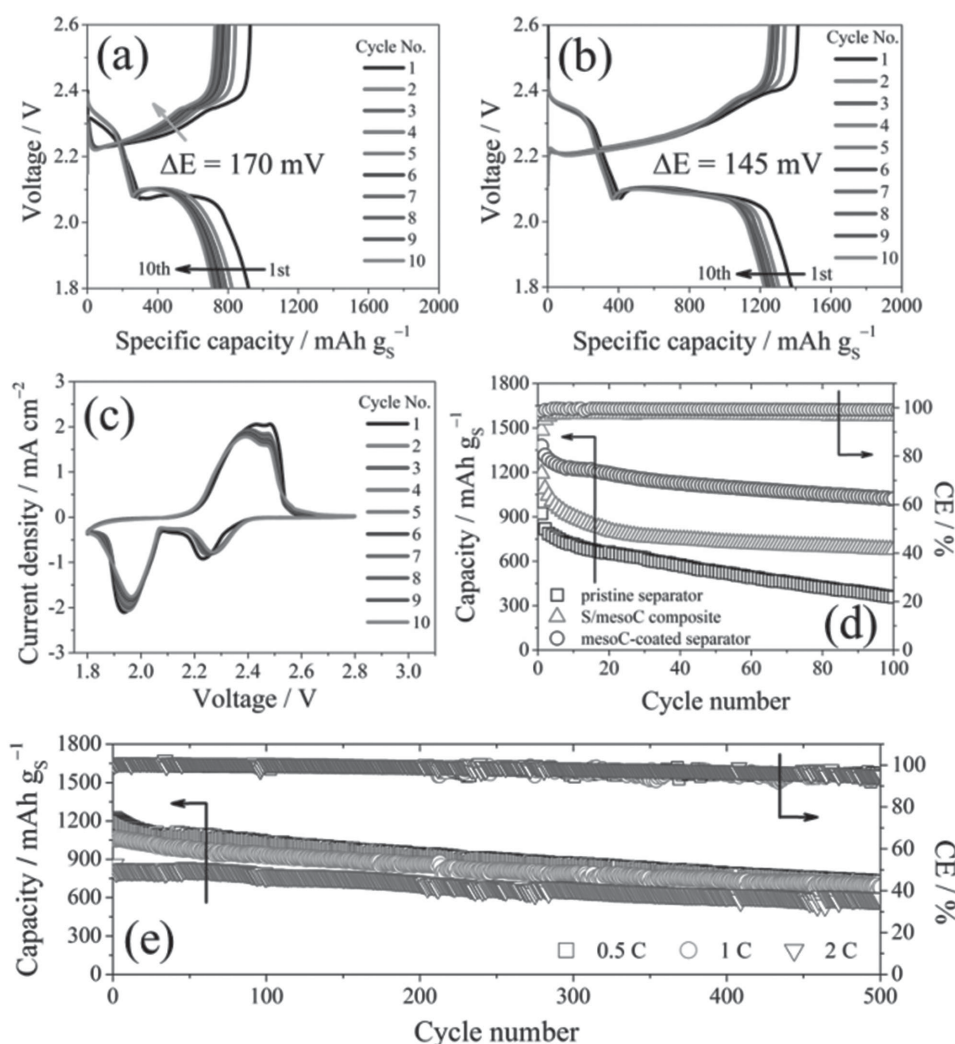 (a)
Cycle No.
1
2
3
4
5
6
7
8
9
10
ΔE = 170 mV
10th
1st
2.6
2.4
2.2
2.0
1.8
Voltage / V
0 400 800 1200 1600 2000
Specific capacity / mAh gS⁻¹
(b)
Cycle No.
1
2
3
4
5
6
7
8
9
10
ΔE = 145 mV
10th
1st
2.6
2.4
2.2
2.0
1.8
Voltage / V
0 400 800 1200 1600 2000
Specific capacity / mAh gS⁻¹
(c)
Cycle No.
1
2
3
4
5
6
7
8
9
10
3
2
1
0
-1
-2
-3
Current density / mA cm⁻²
1.8 2.0 2.2 2.4 2.6 2.8 3.0
Voltage / V
1800
1500
1200
900
600
300
0
Capacity / mAh gS⁻¹
100
80
60
40
20
0
CE / %
pristine separator
S/mesoC composite
mesoC-coated separator
(d)
0 20 40 60 80 100
Cycle number
1800
1500
1200
900
600
300
0
Capacity / mAh gS⁻¹
100
80
60
40
20
0
CE / %
(e)
0.5 C 1 C 2 C
0 100 200 300 400 500
Cycle number